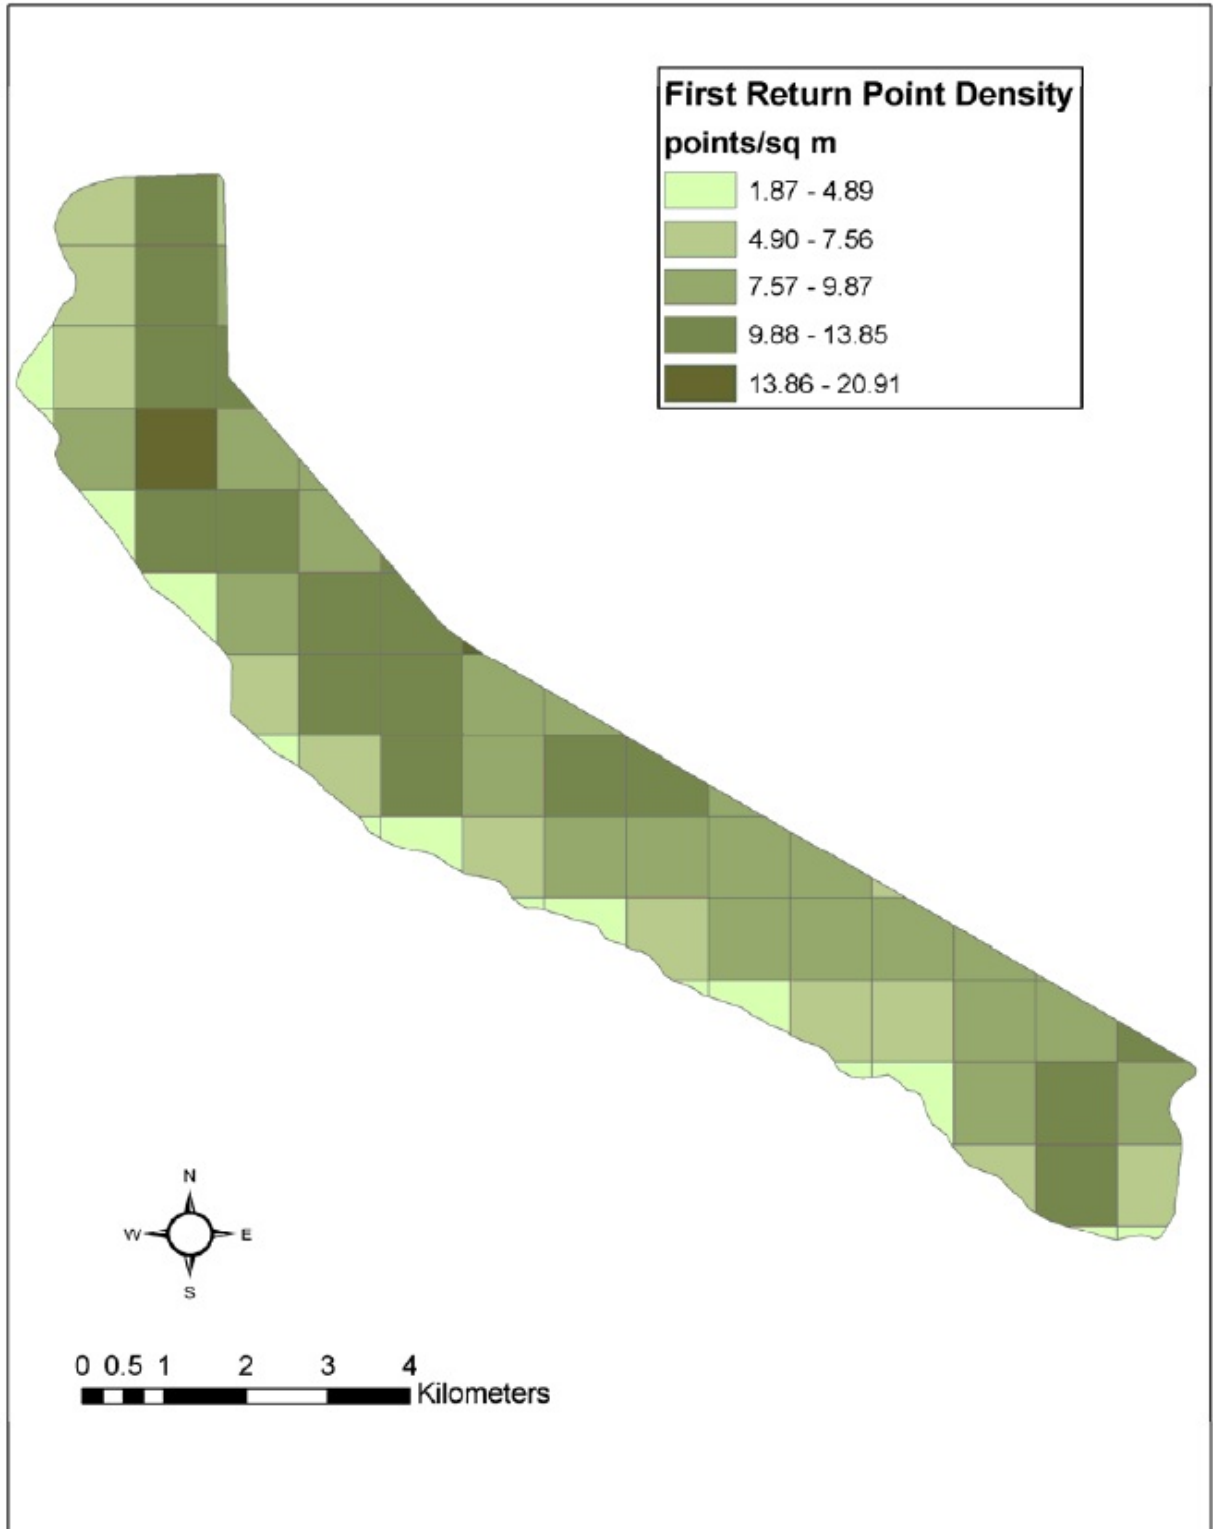 First Return Point Density
points/sq m
1.87 - 4.89
4.90 - 7.56
7.57 - 9.87
9.88 - 13.85
13.86 - 20.91
N
W E
S
0 0.5 1 2 3 4
Kilometers